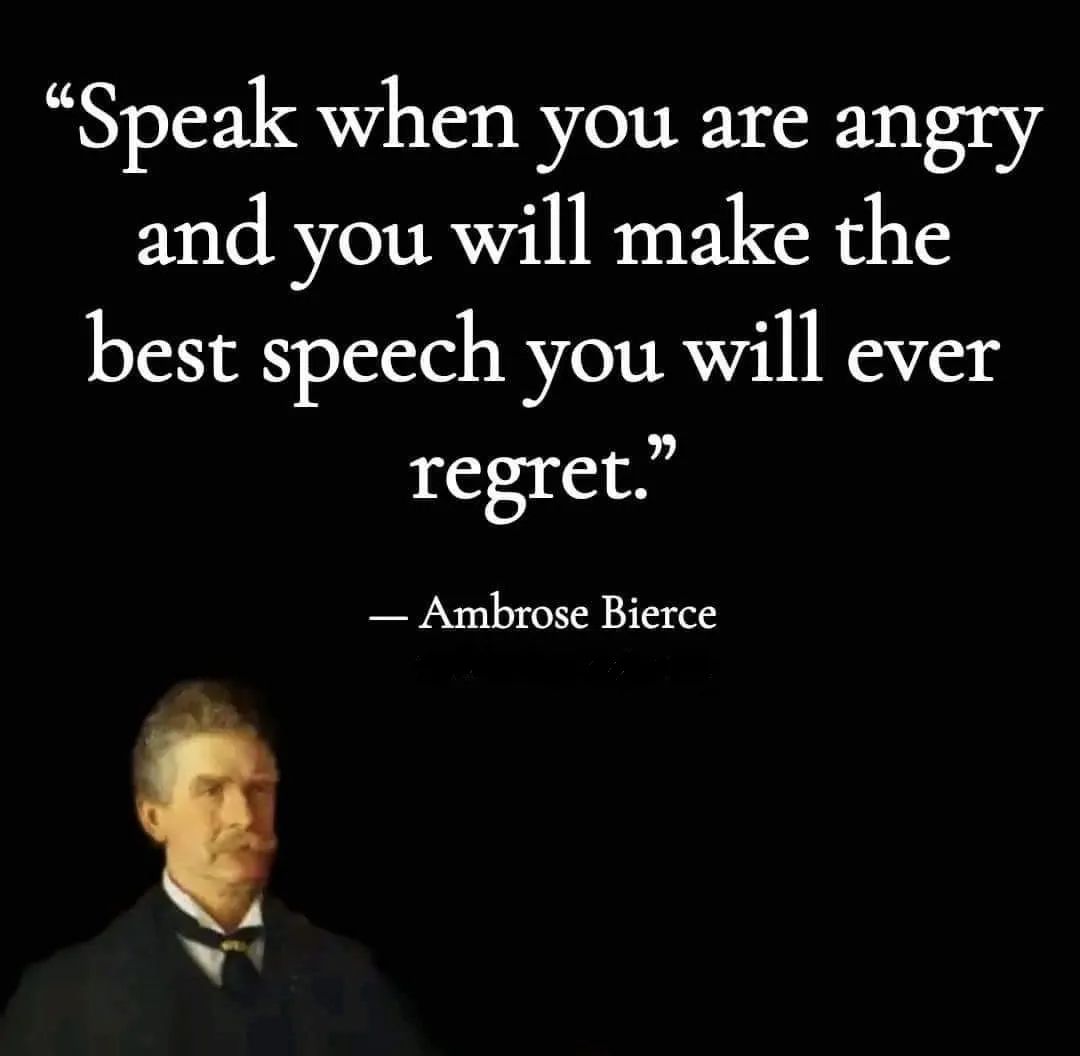 “Speak when you are angry
and you will make the
best speech you will ever
regret.”
— Ambrose Bierce